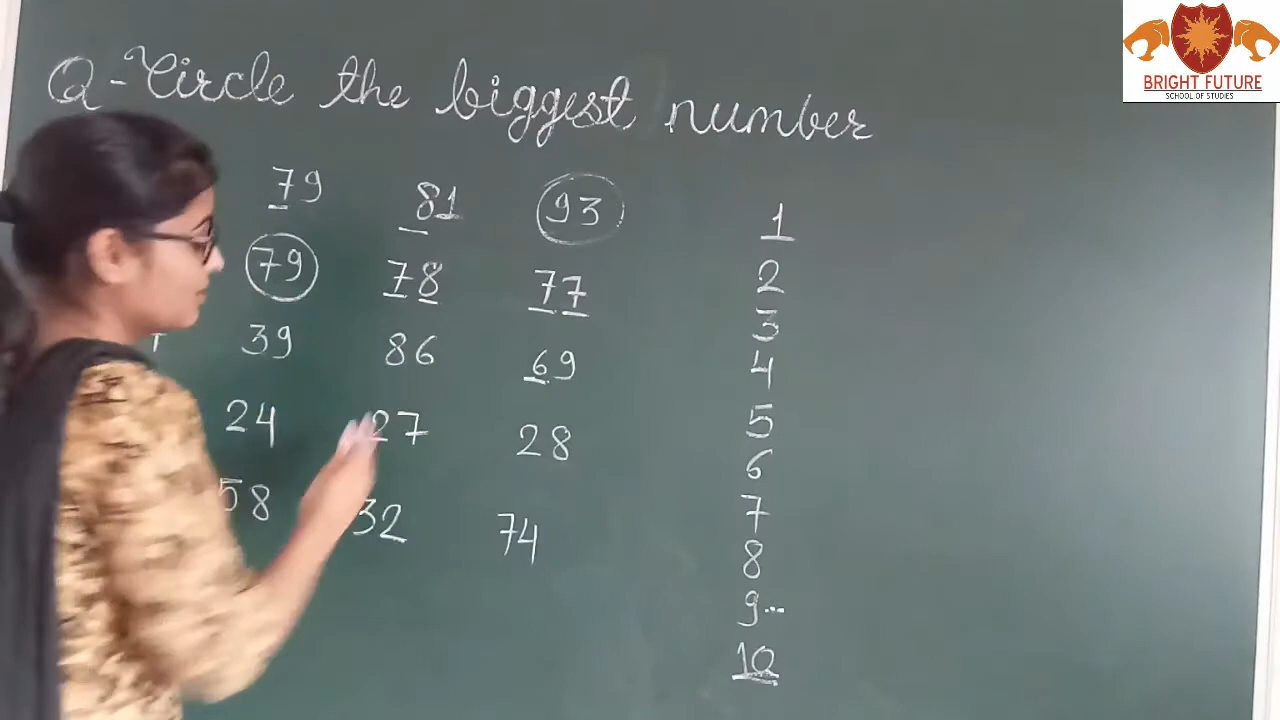 Q-Circle the biggest number
79 81 93
79 78 77
39 86 69
24 27 28
58 32 74
1
2
3
4
5
6
7
8
9..
10
BRIGHT FUTURE
SCHOOL OF STUDIES